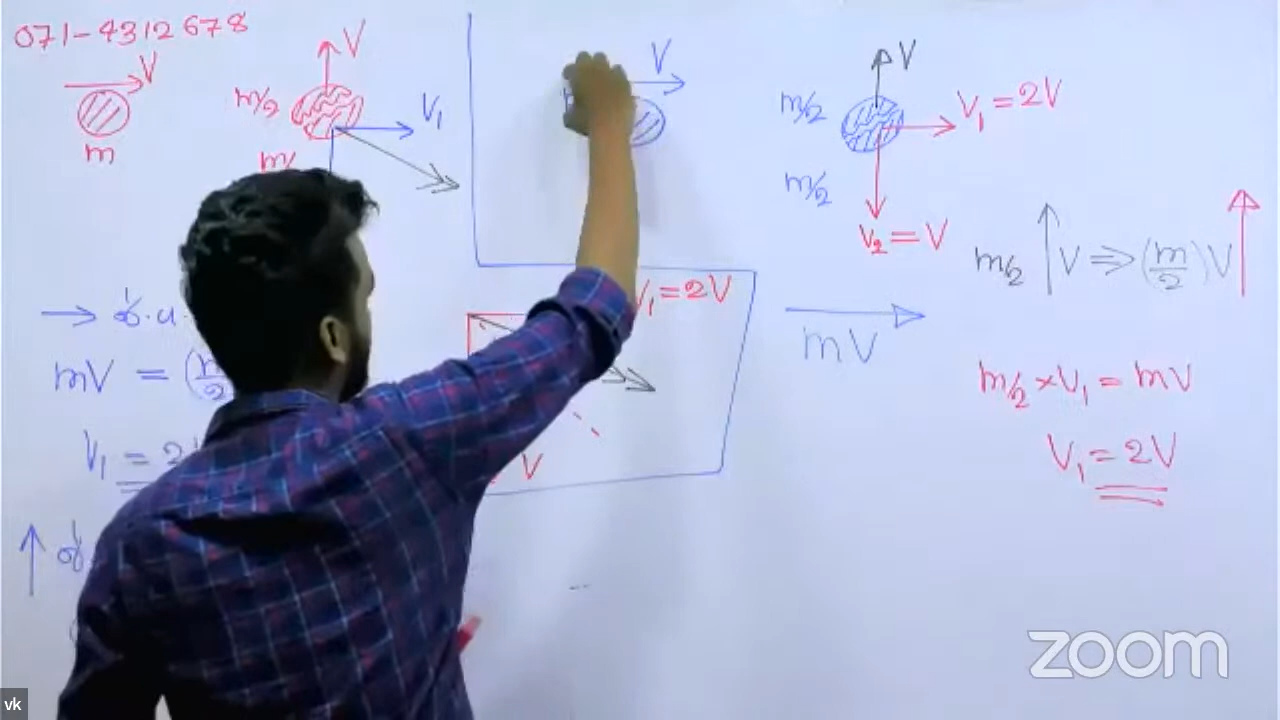 071-4312678
V
m
V
m/2
V₁
m/
V
V
m/2
V₁ = 2V
m/2
V₂ = V
m/2
V ⇒ (m/2)V
V₁ = 2V
V
mV
m/2 × V₁ = mV
V₁ = 2V
mV =
V₁ = 2
zoom
vk